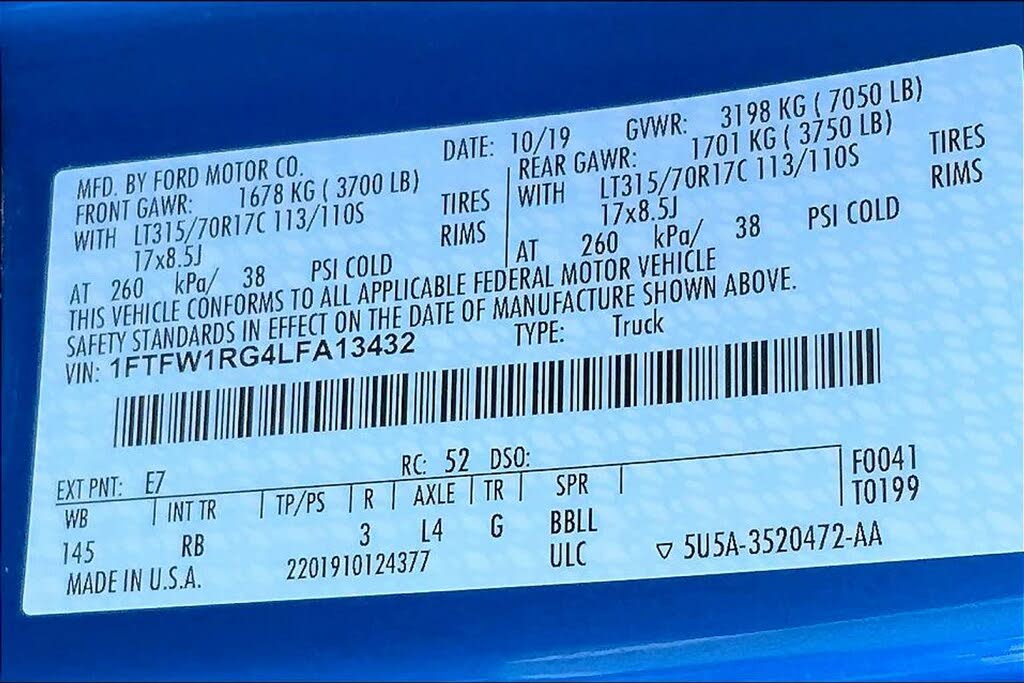 MFD. BY FORD MOTOR CO. DATE: 10/19 GVWR: 3198 KG ( 7050 LB)
FRONT GAWR: 1678 KG ( 3700 LB) REAR GAWR: 1701 KG ( 3750 LB)
WITH LT315/70R17C 113/110S TIRES WITH LT315/70R17C 113/110S TIRES
17x8.5J RIMS 17x8.5J RIMS
AT 260 kPa/ 38 PSI COLD AT 260 kPa/ 38 PSI COLD
THIS VEHICLE CONFORMS TO ALL APPLICABLE FEDERAL MOTOR VEHICLE
SAFETY STANDARDS IN EFFECT ON THE DATE OF MANUFACTURE SHOWN ABOVE.
VIN: 1FTFW1RG4LFA13432 TYPE: Truck
EXT PNT: E7 RC: 52 DSO:
WB INT TR TP/PS R AXLE TR SPR F0041
145 RB 3 L4 G BBLL T0199
MADE IN U.S.A. 2201910124377 ULC ▽ 5U5A-3520472-AA